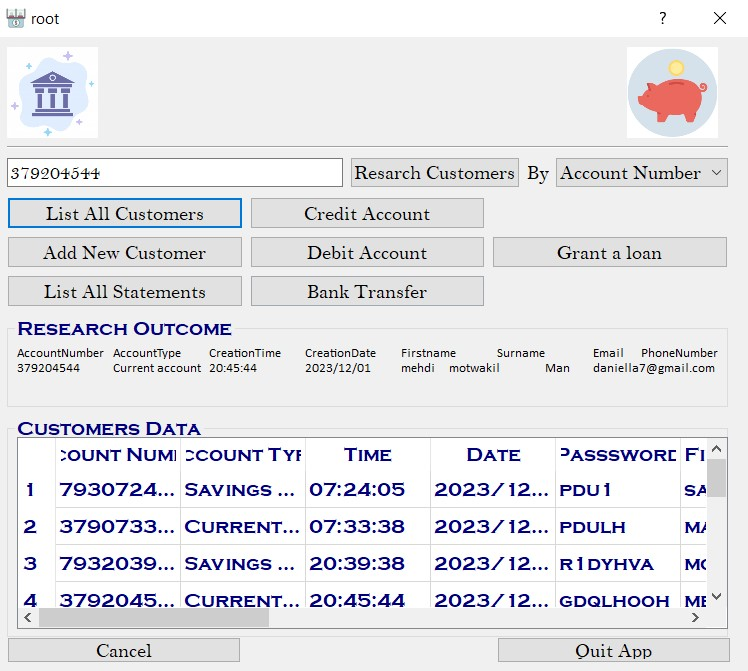 root ?
379204544 Resarch Customers By Account Number
List All Customers Credit Account
Add New Customer Debit Account Grant a loan
List All Statements Bank Transfer
Research Outcome
AccountNumber AccountType CreationTime CreationDate Firstname Surname Email PhoneNumber
379204544 Current account 20:45:44 2023/12/01 mehdi motwakil Man daniella7@gmail.com
Customers Data
count Num ccount Typ Time Date Passsword Fi
1 7930724... Savings ... 07:24:05 2023/12... pdu1 sa
2 3790733... Current... 07:33:38 2023/12... pdulh ma
3 7932039... Savings ... 20:39:38 2023/12... r1dyhva mo
4 3792045... Current... 20:45:44 2023/12... gdqlhooh me
Cancel Quit App